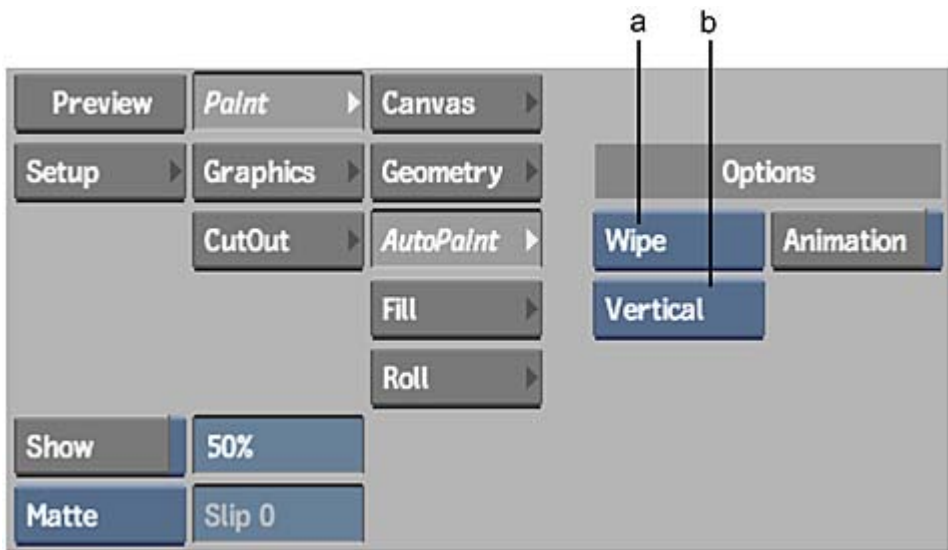 a b
Preview Paint Canvas
Setup Graphics Geometry Options
CutOut AutoPaint Wipe Animation
Fill Vertical
Roll
Show 50%
Matte Slip 0